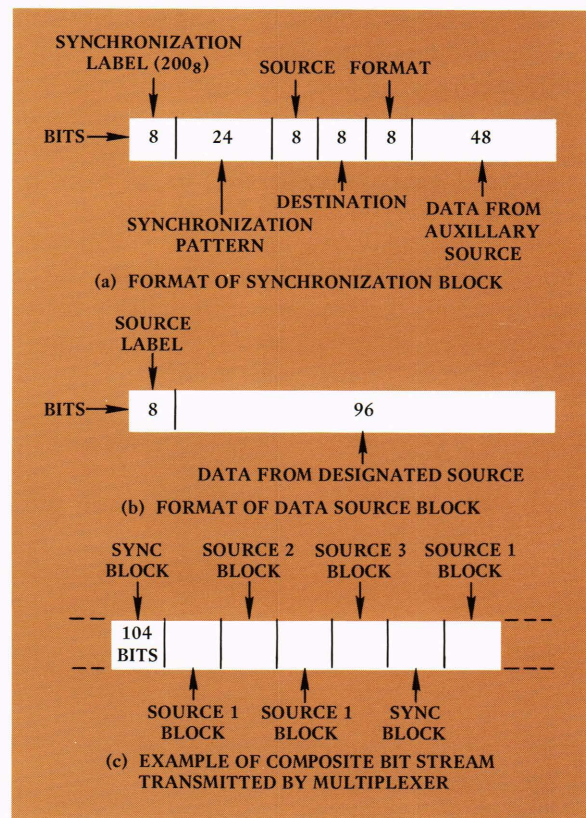 SYNCHRONIZATION
LABEL (200₈)
SOURCE FORMAT
BITS
8 24 8 8 8 48
DESTINATION
SYNCHRONIZATION
PATTERN
DATA FROM
AUXILLARY
SOURCE
(a) FORMAT OF SYNCHRONIZATION BLOCK
SOURCE
LABEL
BITS
8 96
DATA FROM DESIGNATED SOURCE
(b) FORMAT OF DATA SOURCE BLOCK
SYNC
BLOCK
SOURCE 2
BLOCK
SOURCE 3
BLOCK
SOURCE 1
BLOCK
104
BITS
SOURCE 1
BLOCK
SOURCE 1
BLOCK
SYNC
BLOCK
(c) EXAMPLE OF COMPOSITE BIT STREAM
TRANSMITTED BY MULTIPLEXER